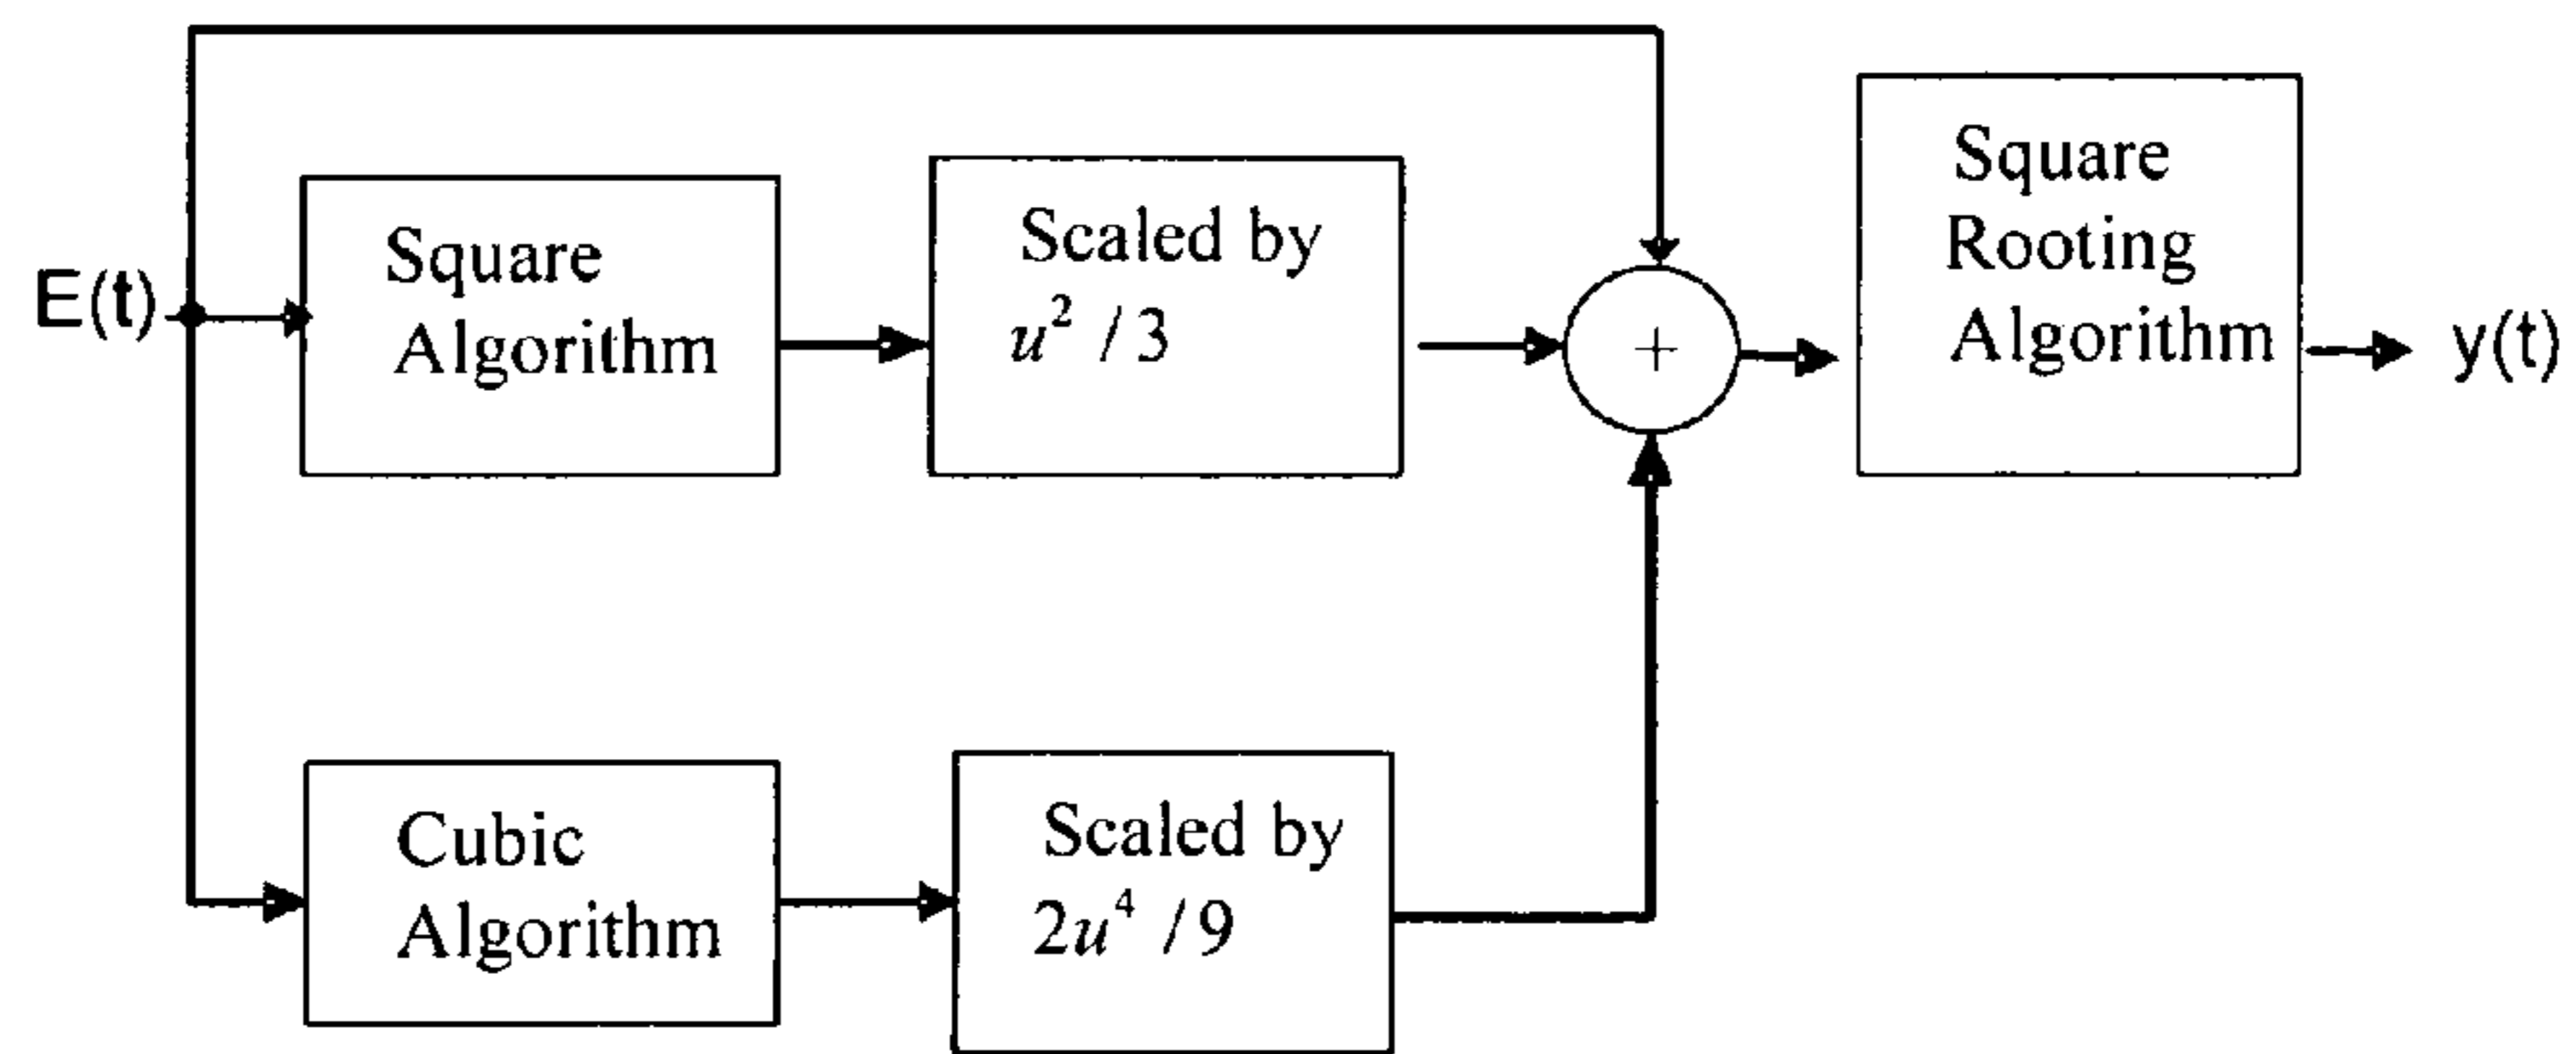 E(t)
Square
Algorithm
Scaled by
u² / 3
+
Square
Rooting
Algorithm
y(t)
Cubic
Algorithm
Scaled by
2u⁴ / 9